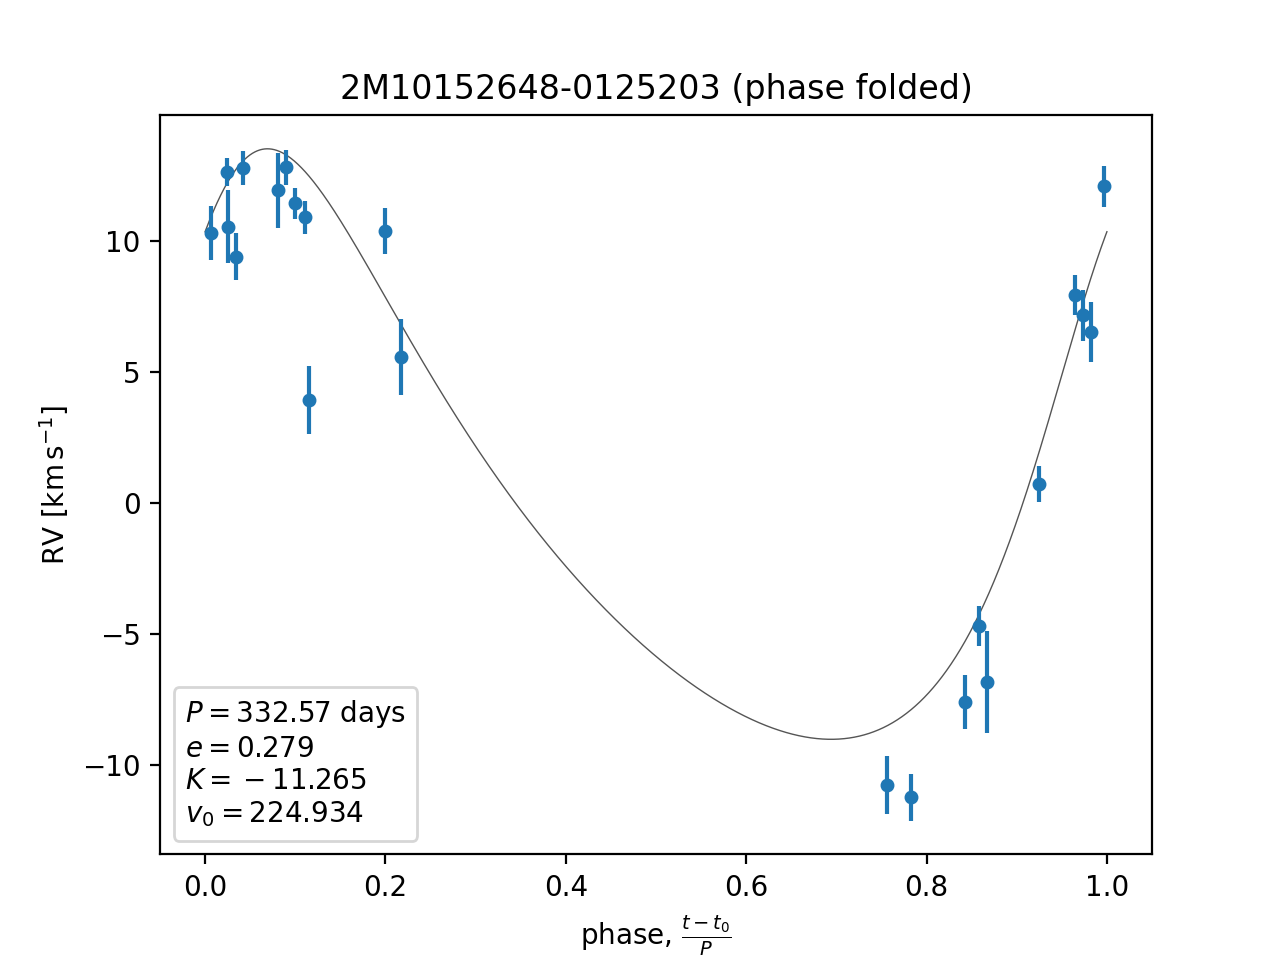 2M10152648-0125203 (phase folded)
10
5
0
−5
−10
RV [km s⁻¹]
P = 332.57 days
e = 0.279
K = −11.265
v₀ = 224.934
0.0 0.2 0.4 0.6 0.8 1.0
phase, (t − t₀)/P